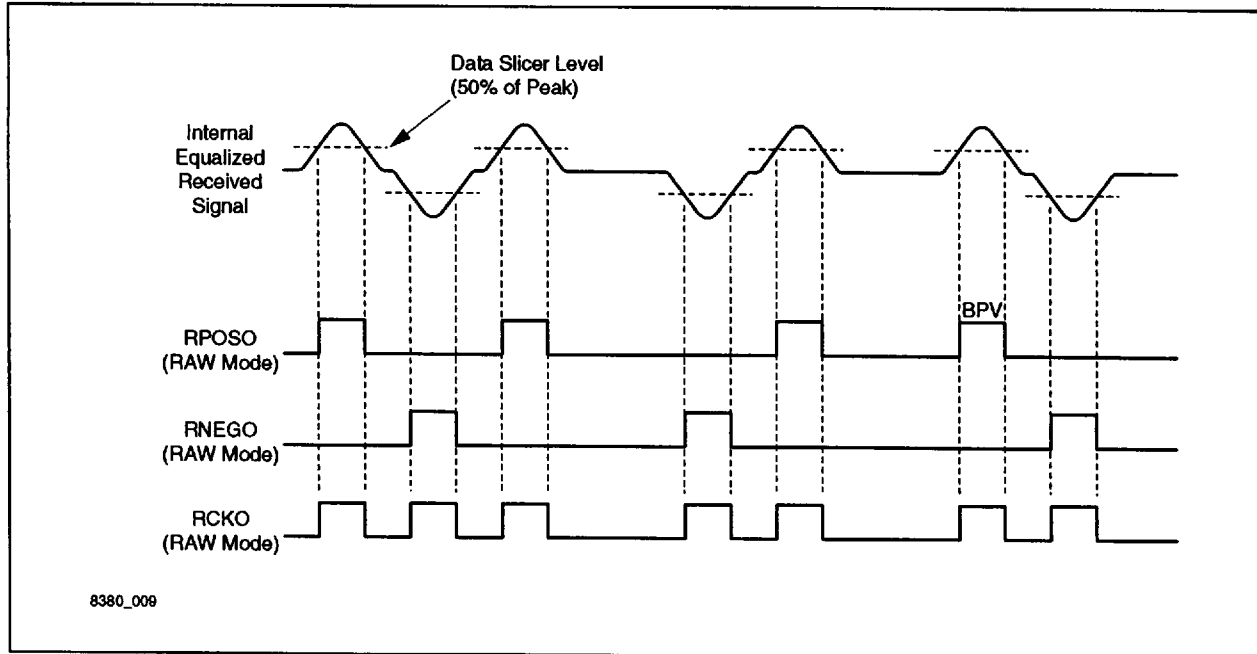 Data Slicer Level
(50% of Peak)
Internal
Equalized
Received
Signal
BPV
RPOSO
(RAW Mode)
RNEGO
(RAW Mode)
RCKO
(RAW Mode)
8380_009